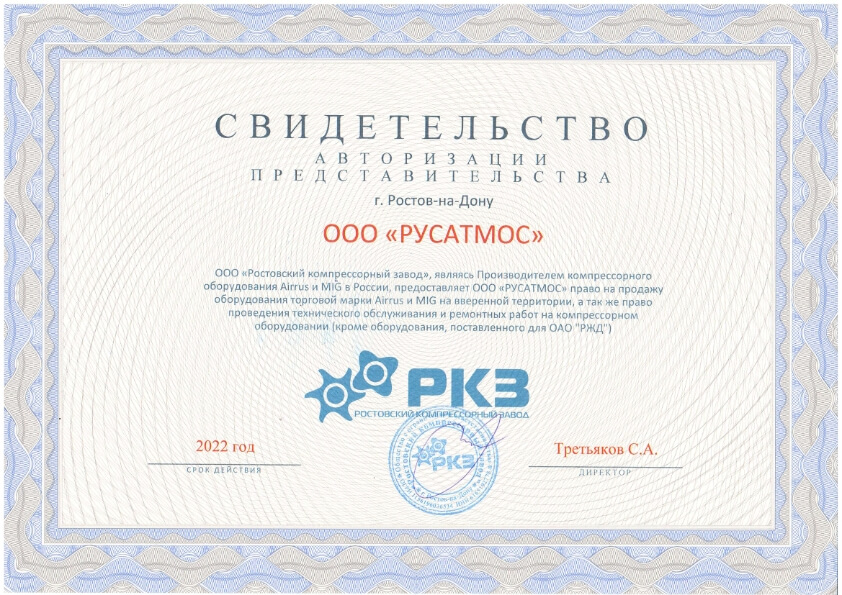 СВИДЕТЕЛЬСТВО
АВТОРИЗАЦИИ
ПРЕДСТАВИТЕЛЬСТВА
г. Ростов-на-Дону
ООО «РУСАТМОС»
ООО «Ростовский компрессорный завод», являясь Производителем компрессорного
оборудования Airrus и MIG в России, предоставляет ООО «РУСАТМОС» право на продажу
оборудования торговой марки Airrus и MIG на вверенной территории, а так же право
проведения технического обслуживания и ремонтных работ на компрессорном
оборудовании (кроме оборудования, поставленного для ОАО "РЖД")
РКЗ
РОСТОВСКИЙ КОМПРЕССОРНЫЙ ЗАВОД
РКЗ
2022 год
СРОК ДЕЙСТВИЯ
Третьяков С.А.
ДИРЕКТОР